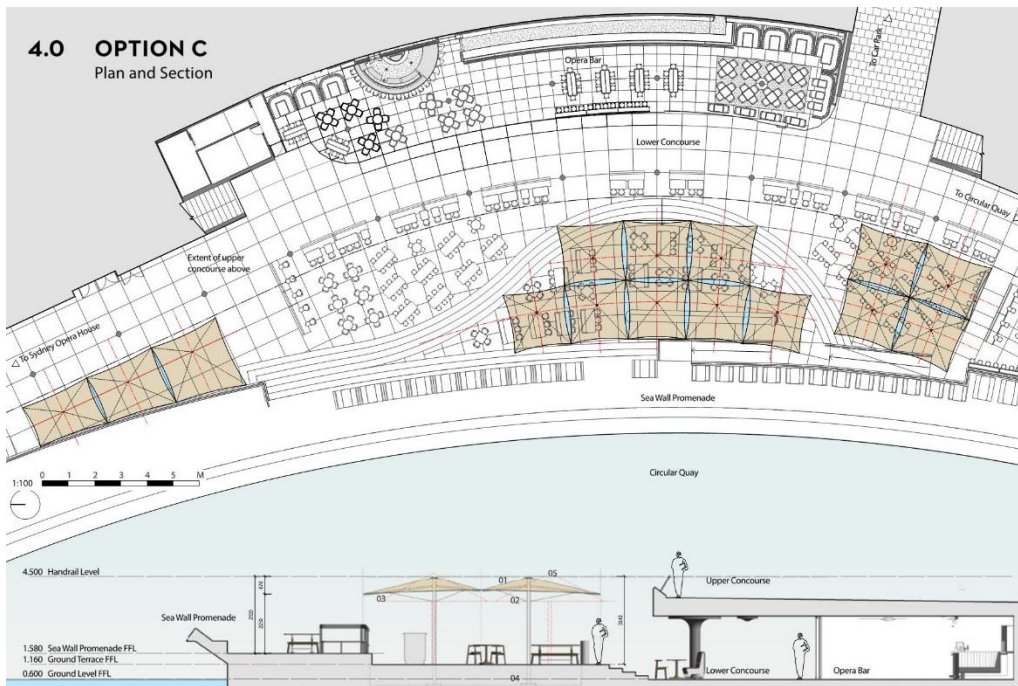 4.0 OPTION C
Plan and Section
To Car Park
Opera Bar
Lower Concourse
To Circular Quay
Extent of upper
concourse above
To Sydney Opera House
Sea Wall Promenade
Circular Quay
0 1 2 3 4 5 M
1:100
4.500 Handrail Level
Upper Concourse
Sea Wall Promenade
1.580 Sea Wall Promenade FFL
1.160 Ground Terrace FFL
0.600 Ground Level FFL
01
02
03
04
05
Lower Concourse
Opera Bar